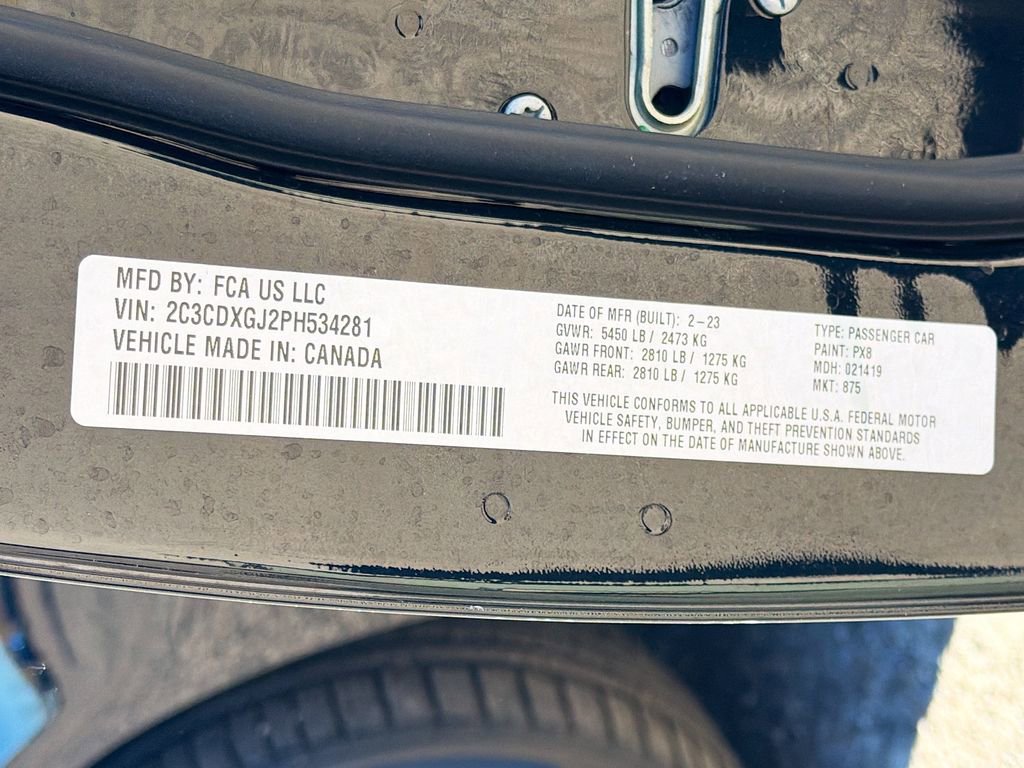 MFD BY: FCA US LLC
VIN: 2C3CDXGJ2PH534281
VEHICLE MADE IN: CANADA
DATE OF MFR (BUILT): 2-23
GVWR: 5450 LB / 2473 KG
GAWR FRONT: 2810 LB / 1275 KG
GAWR REAR: 2810 LB / 1275 KG
TYPE: PASSENGER CAR
PAINT: PX8
MDH: 021419
MKT: 875
THIS VEHICLE CONFORMS TO ALL APPLICABLE U.S.A. FEDERAL MOTOR
VEHICLE SAFETY, BUMPER, AND THEFT PREVENTION STANDARDS
IN EFFECT ON THE DATE OF MANUFACTURE SHOWN ABOVE.